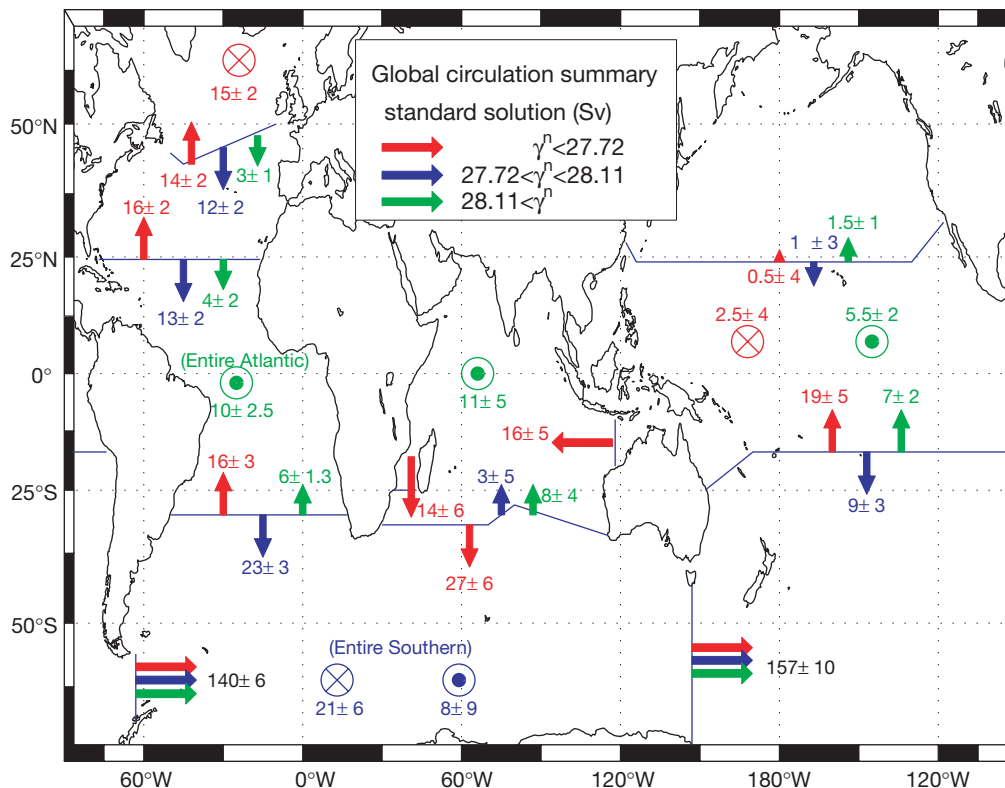 Global circulation summary
standard solution (Sv)
γⁿ<27.72
27.72<γⁿ<28.11
28.11<γⁿ
15± 2
50°N
14± 2
3± 1
12± 2
16± 2
1.5± 1
1 ± 3
25°N
0.5± 4
4± 2
13± 2
2.5± 4
5.5± 2
(Entire Atlantic)
0°
10± 2.5
11± 5
19± 5
7± 2
16± 5
16± 3
6± 1.3
3± 5
25°S
8± 4
14± 6
9± 3
23± 3
27± 6
50°S
(Entire Southern)
140± 6
157± 10
21± 6
8± 9
60°W
0°W
60°W
120°W
180°W
120°W